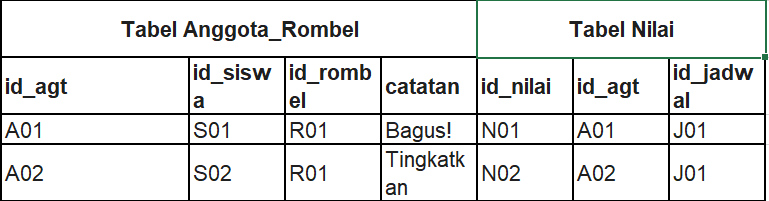 Tabel Anggota_Rombel Tabel Nilai
id_agt id_siswa id_rombel catatan id_nilai id_agt id_jadwal
A01 S01 R01 Bagus! N01 A01 J01
A02 S02 R01 Tingkatkan N02 A02 J01